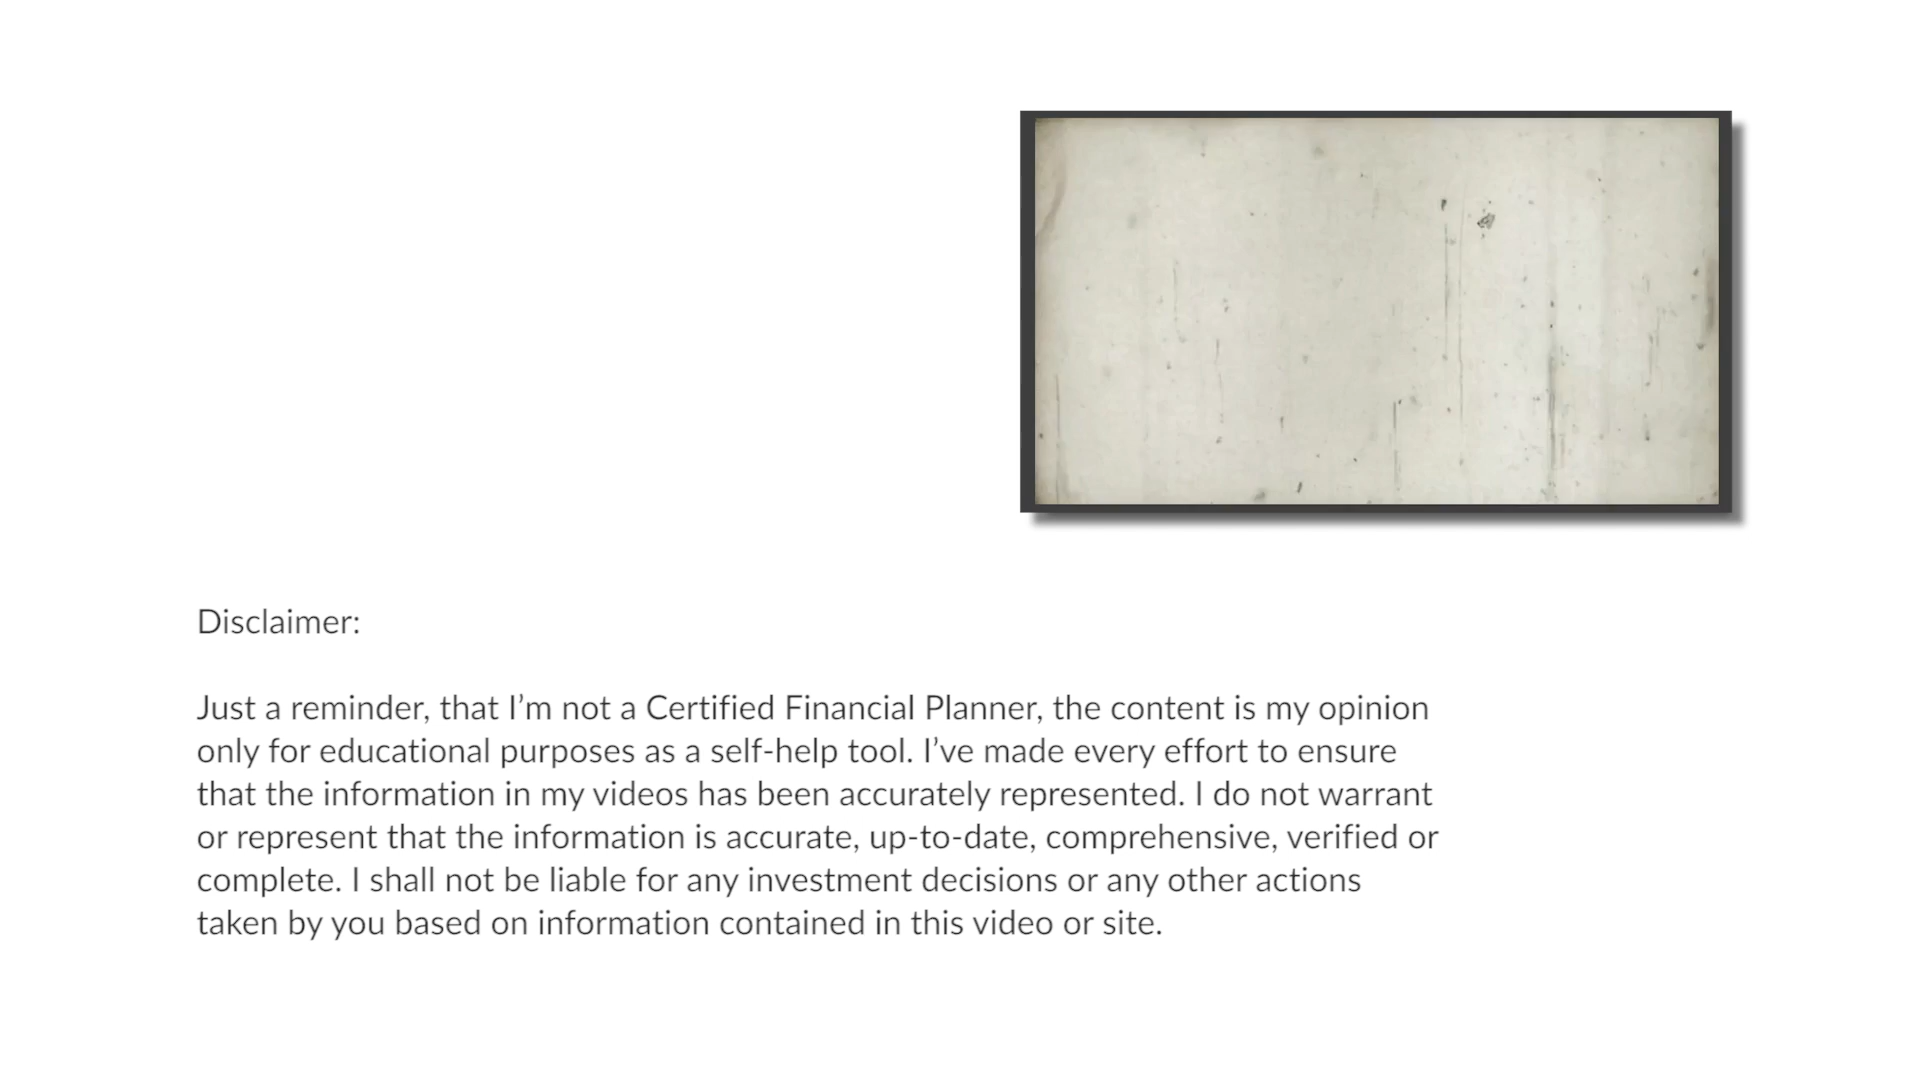 Disclaimer:
Just a reminder, that I’m not a Certified Financial Planner, the content is my opinion
only for educational purposes as a self-help tool. I’ve made every effort to ensure
that the information in my videos has been accurately represented. I do not warrant
or represent that the information is accurate, up-to-date, comprehensive, verified or
complete. I shall not be liable for any investment decisions or any other actions
taken by you based on information contained in this video or site.